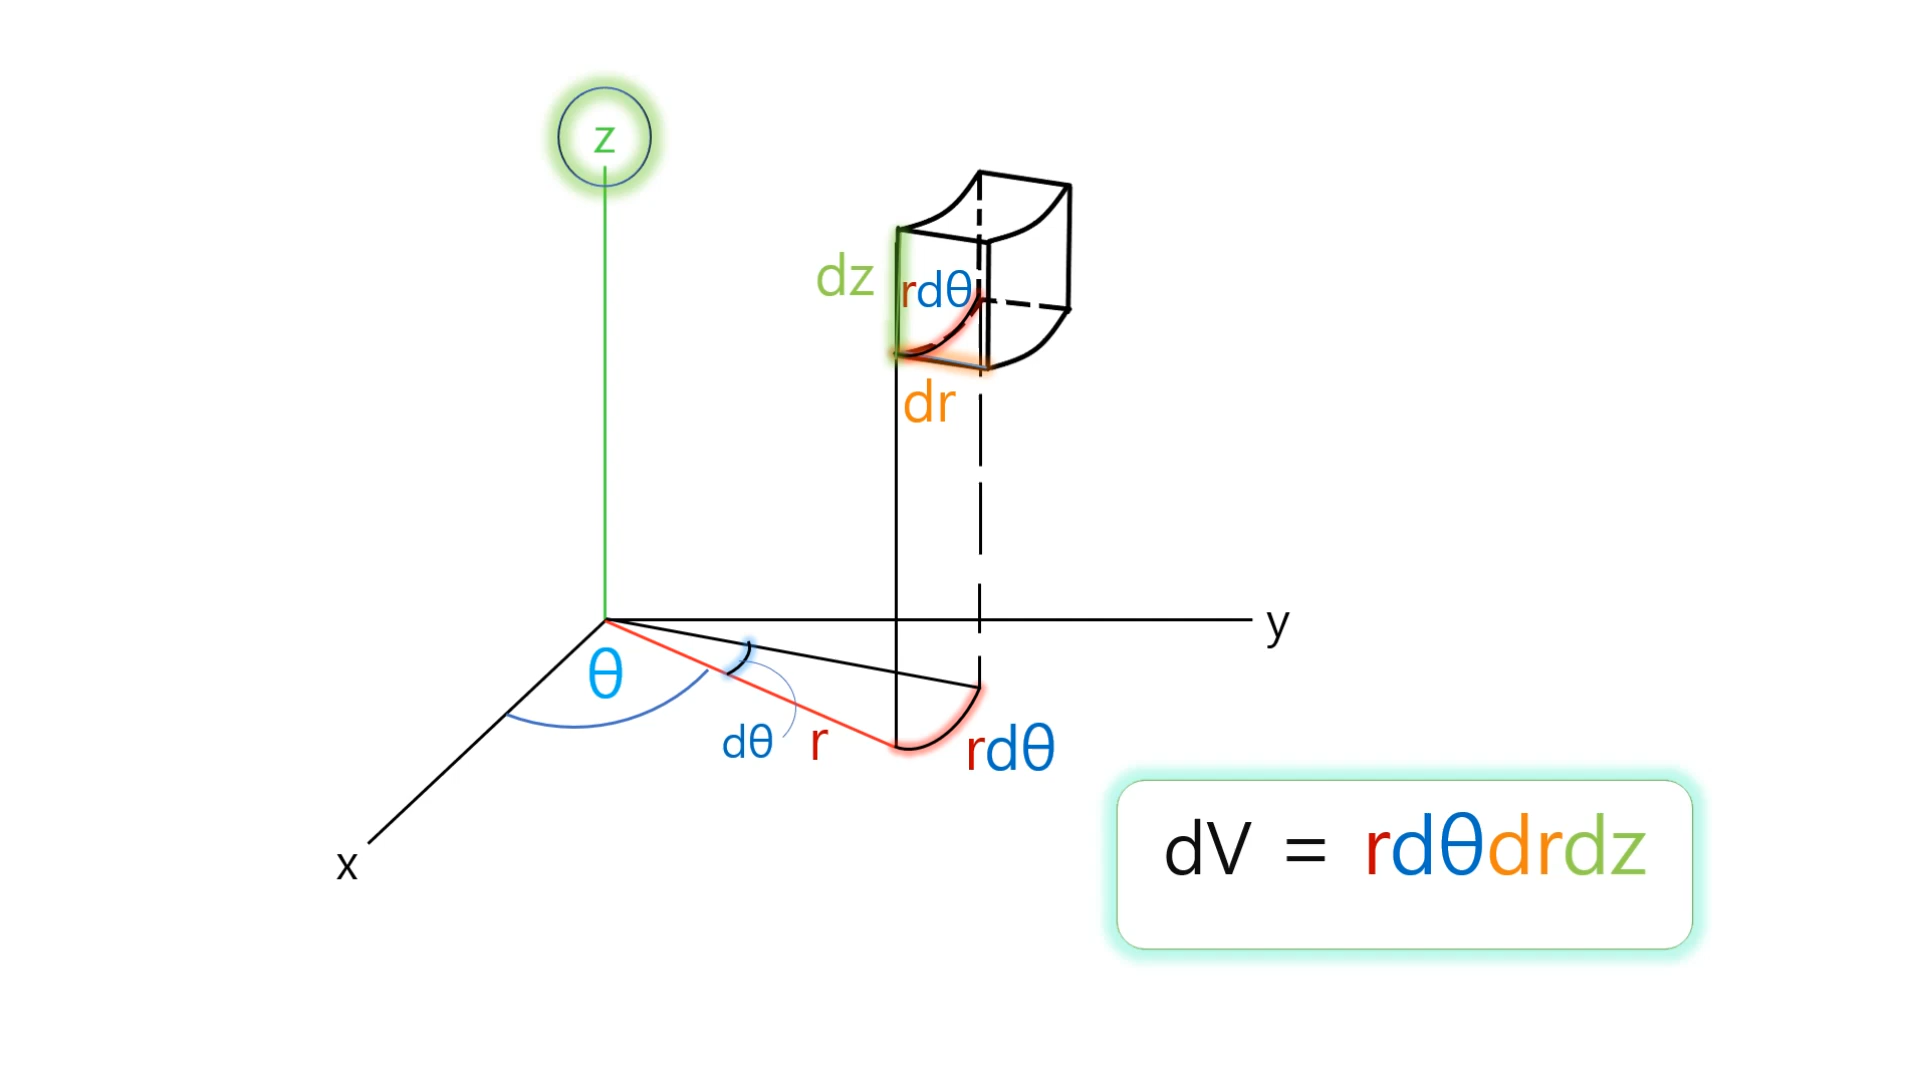 z
dz
rdθ
dr
y
θ
dθ
r
rdθ
x
dV = rdθdrdz